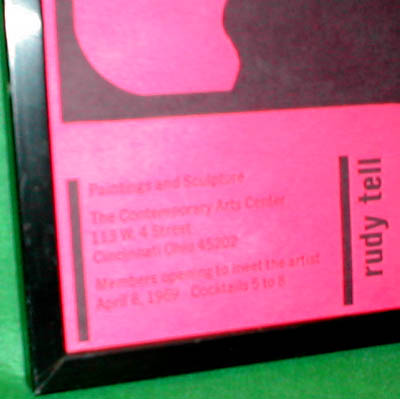 Paintings and Sculpture
The Contemporary Arts Center
113 W. 4 Street
Cincinnati Ohio 45202
Members opening to meet the artist
April 8, 1969 Cocktails 5 to 8
rudy tell